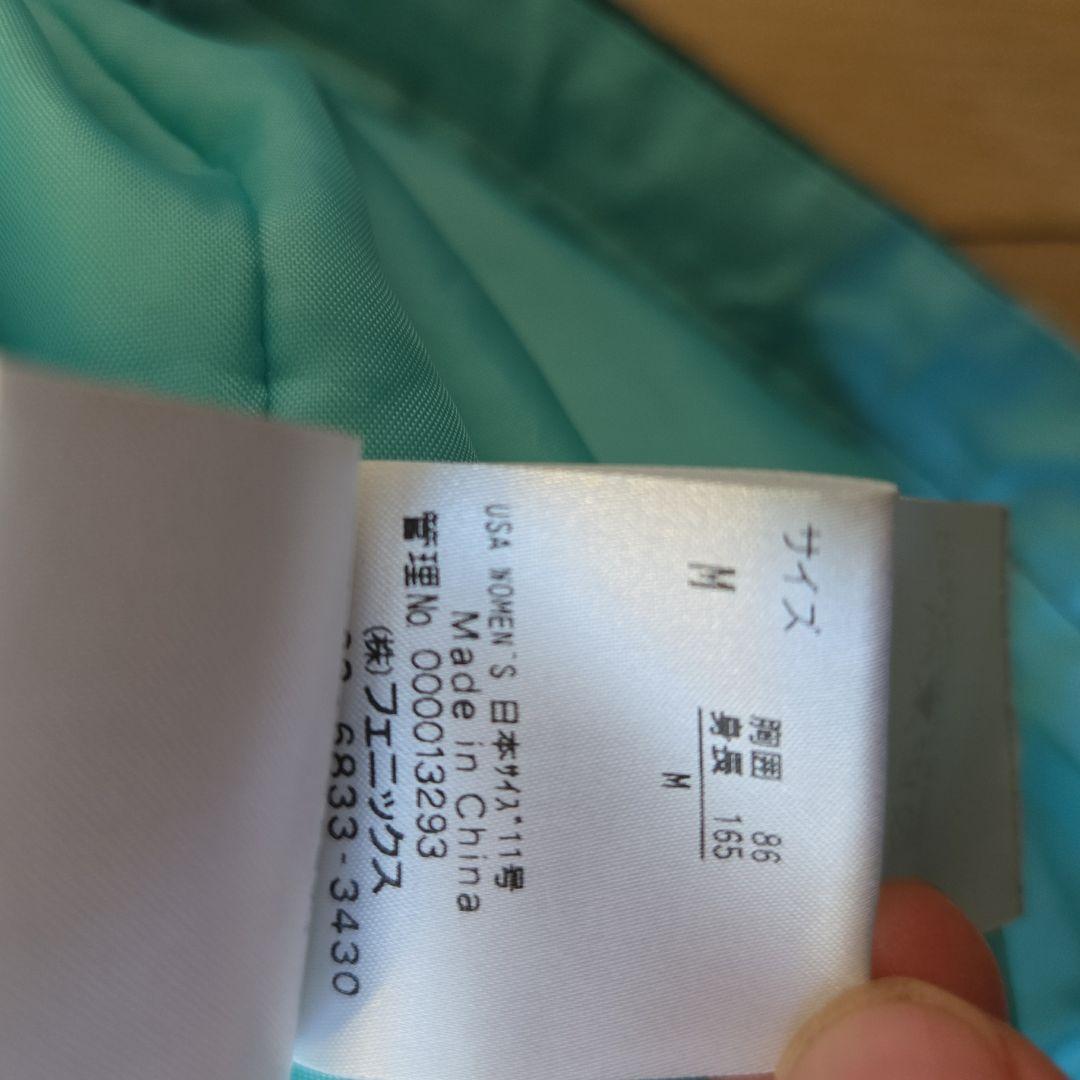 サイズ
M
胸囲 86
身長 165
M
USA WOMEN'S 日本サイズ11号
Made in China
管理No. 000013293
(株)フェニックス
6833-3430